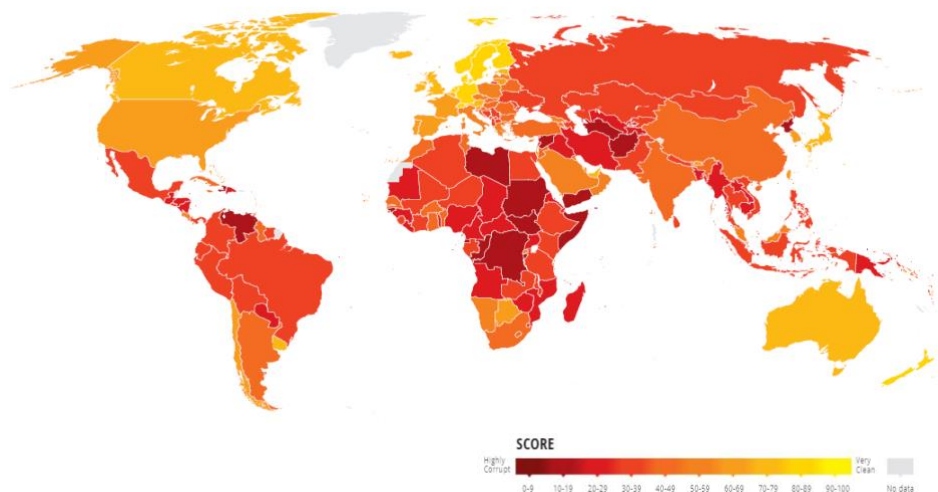 SCORE
Highly
Corrupt
Very
Clean
0-9 10-19 20-29 30-39 40-49 50-59 60-69 70-79 80-89 90-100 No data